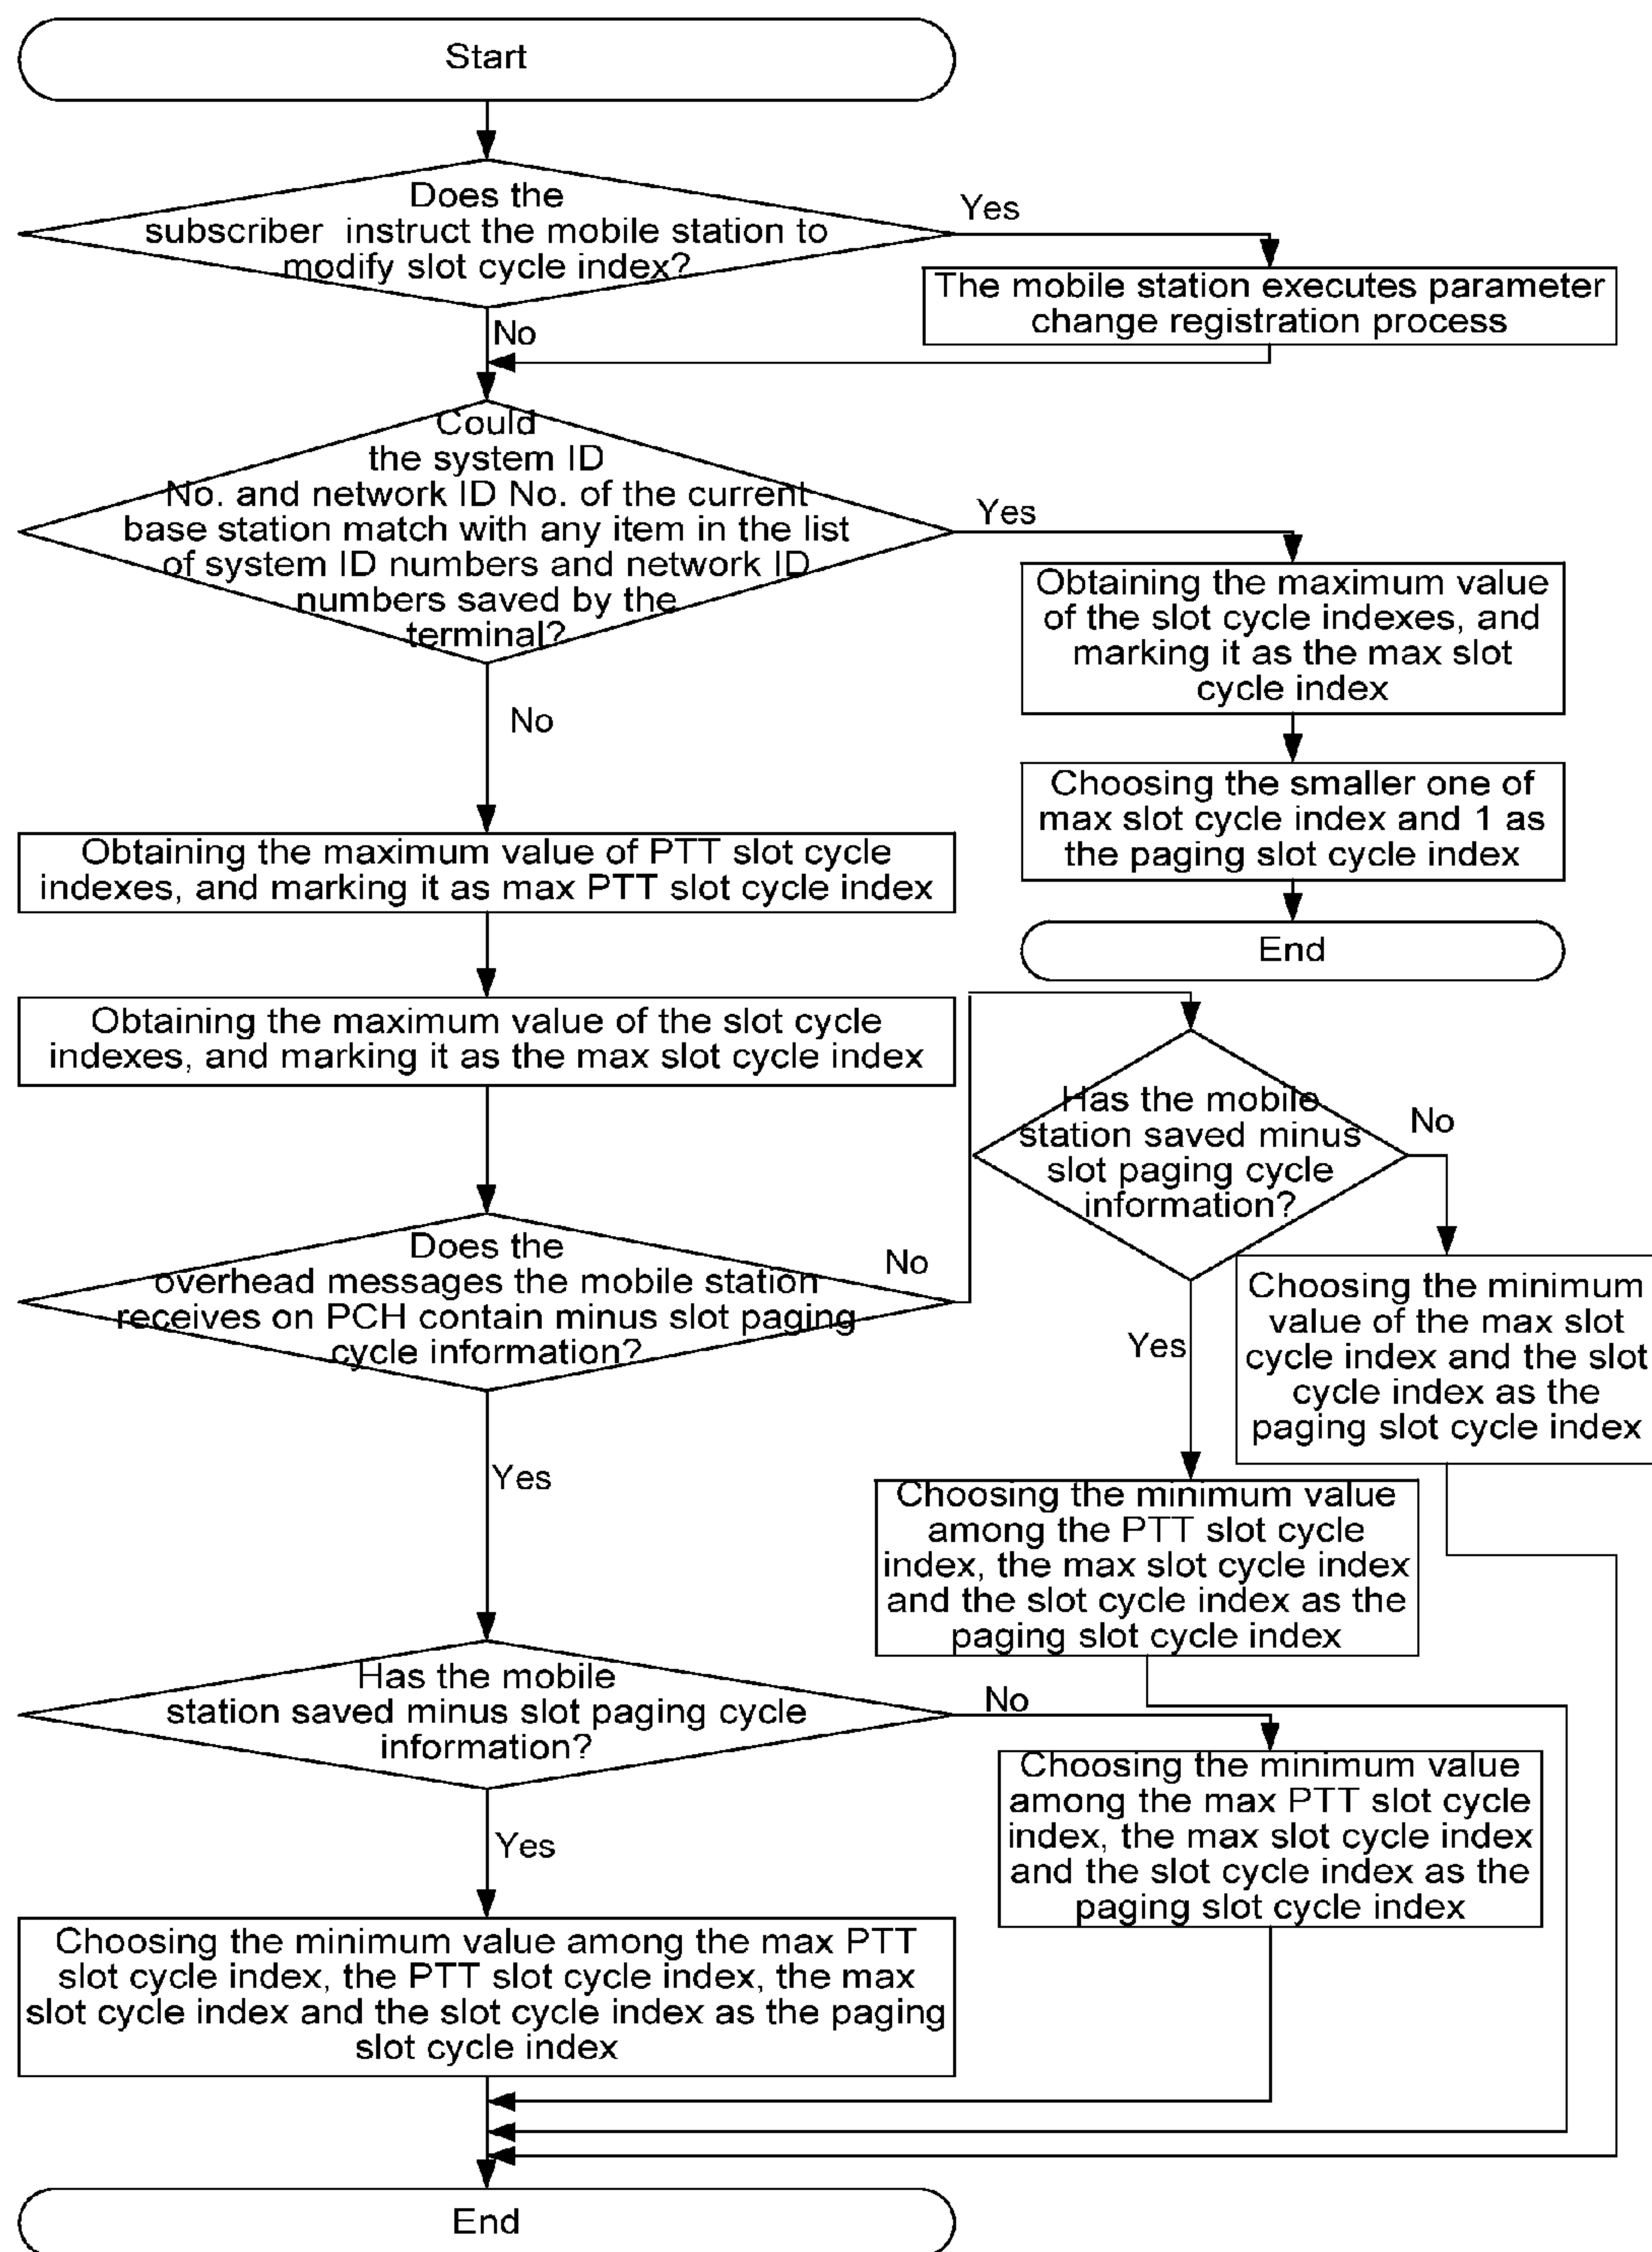 Start
Does the
subscriber instruct the mobile station to
modify slot cycle index?
Yes
The mobile station executes parameter
change registration process
No
Could
the system ID
No. and network ID No. of the current
base station match with any item in the list
of system ID numbers and network ID
numbers saved by the
terminal?
Yes
Obtaining the maximum value
of the slot cycle indexes, and
marking it as the max slot
cycle index
No
Choosing the smaller one of
max slot cycle index and 1 as
the paging slot cycle index
End
Obtaining the maximum value of PTT slot cycle
indexes, and marking it as max PTT slot cycle index
Obtaining the maximum value of the slot cycle
indexes, and marking it as the max slot cycle index
Does the
overhead messages the mobile station
receives on PCH contain minus slot paging
cycle information?
No
Has the mobile
station saved minus
slot paging cycle
information?
No
Choosing the minimum
value of the max slot
cycle index and the slot
cycle index as the
paging slot cycle index
Yes
Choosing the minimum value
among the PTT slot cycle
index, the max slot cycle index
and the slot cycle index as the
paging slot cycle index
Yes
Has the mobile
station saved minus slot paging cycle
information?
No
Choosing the minimum value
among the max PTT slot cycle
index, the max slot cycle index
and the slot cycle index as the
paging slot cycle index
Yes
Choosing the minimum value among the max PTT
slot cycle index, the PTT slot cycle index, the max
slot cycle index and the slot cycle index as the paging
slot cycle index
End